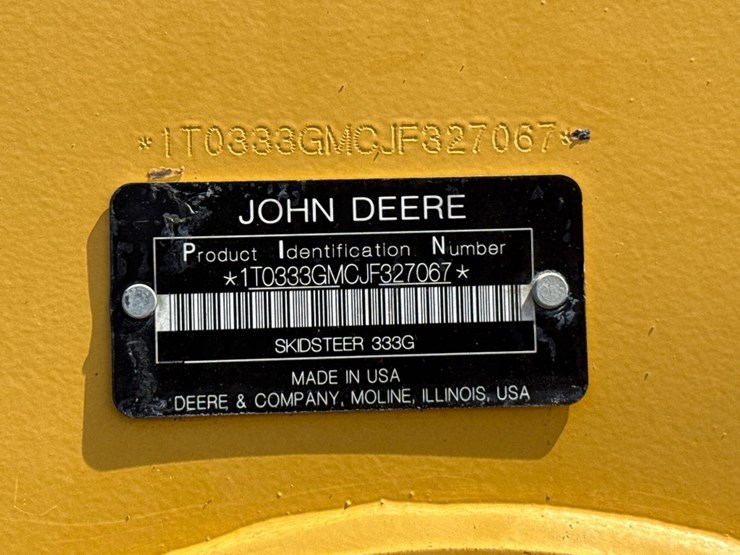 *1T0333GMCJF327067*
JOHN DEERE
Product Identification Number
*1T0333GMCJF327067*
SKIDSTEER 333G
MADE IN USA
DEERE & COMPANY, MOLINE, ILLINOIS, USA